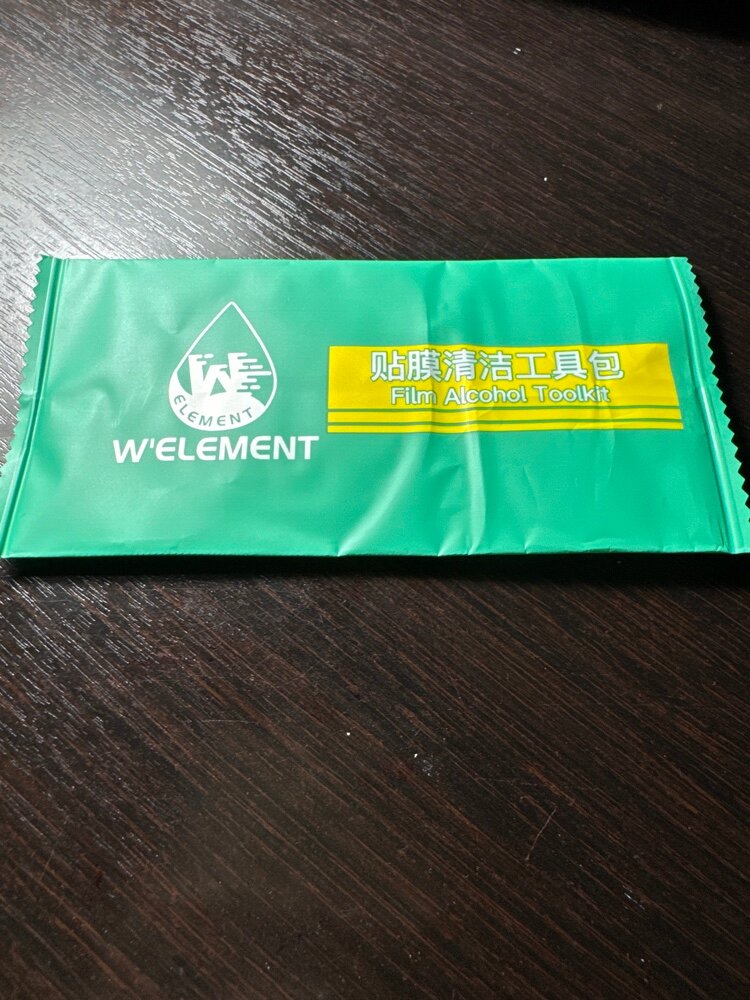 W
ELEMENT
W'ELEMENT
贴膜清洁工具包
Film Alcohol Toolkit